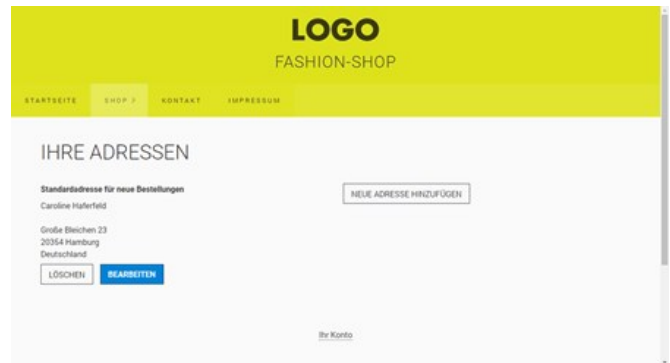 LOGO
FASHION-SHOP
STARTSEITE SHOP KONTAKT IMPRESSUM
IHRE ADRESSEN
Standardadresse für neue Bestellungen
NEUE ADRESSE HINZUFÜGEN
Caroline Haferfeld
Große Bleichen 23
20354 Hamburg
Deutschland
LÖSCHEN BEARBEITEN
Ihr Konto